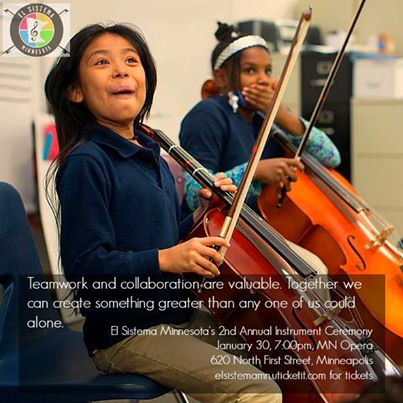 EL SISTEMA
MINNESOTA
Teamwork and collaboration are valuable. Together we
can create something greater than any one of us could
alone.
El Sistema Minnesota's 2nd Annual Instrument Ceremony
January 30, 7:00pm, MN Opera
620 North First Street, Minneapolis
elsistemamn.uticketit.com for tickets